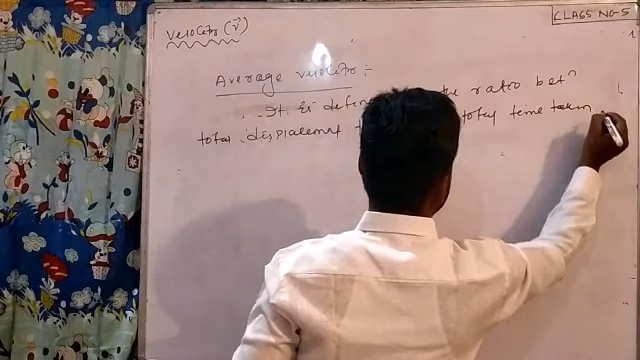 CLASS NO-5
Velocity (v⃗)
Average velocity :-
It is defined the ratio betn
total displacement total time taken